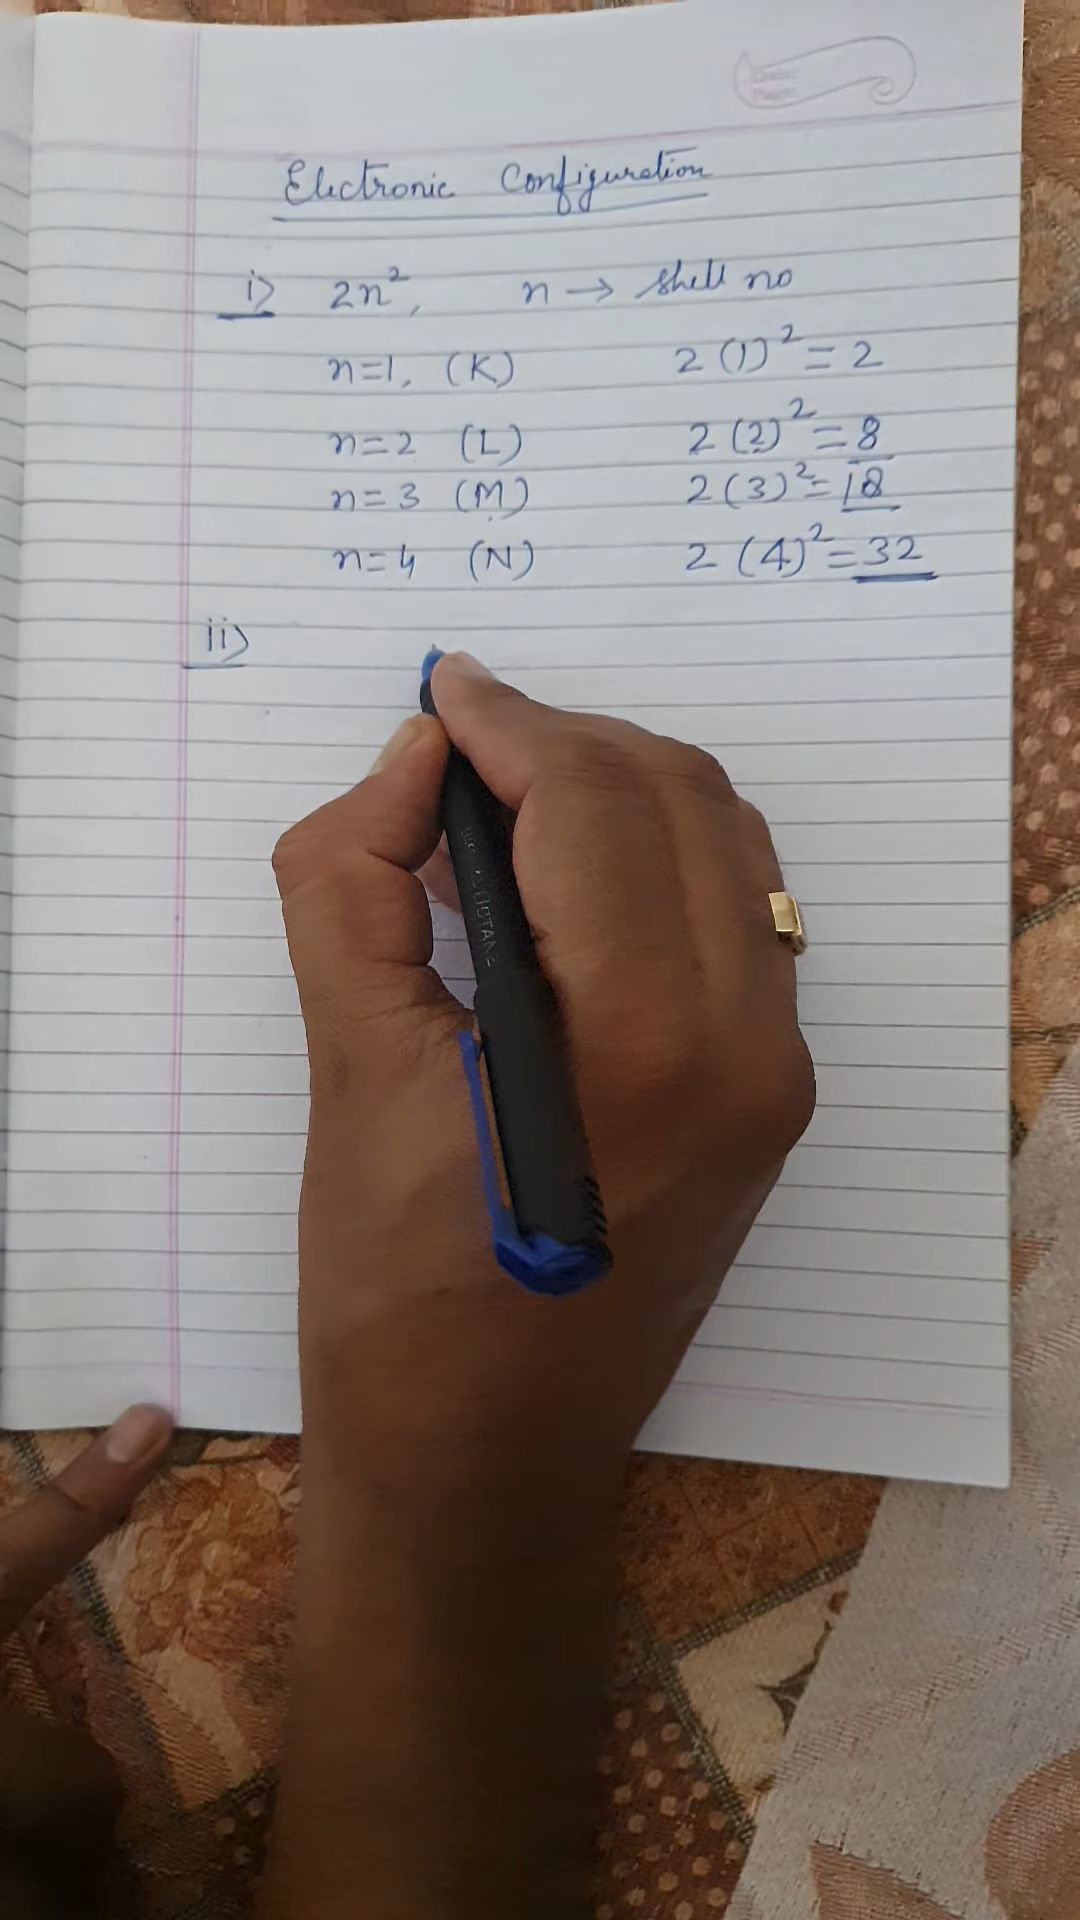 Electronic Configuration
i) 2n², n → shell no
n=1, (K) 2 (1)² = 2
n=2 (L) 2 (2)² = 8
n=3 (M) 2 (3)² = 18
n=4 (N) 2 (4)² = 32
ii)
OCTANE